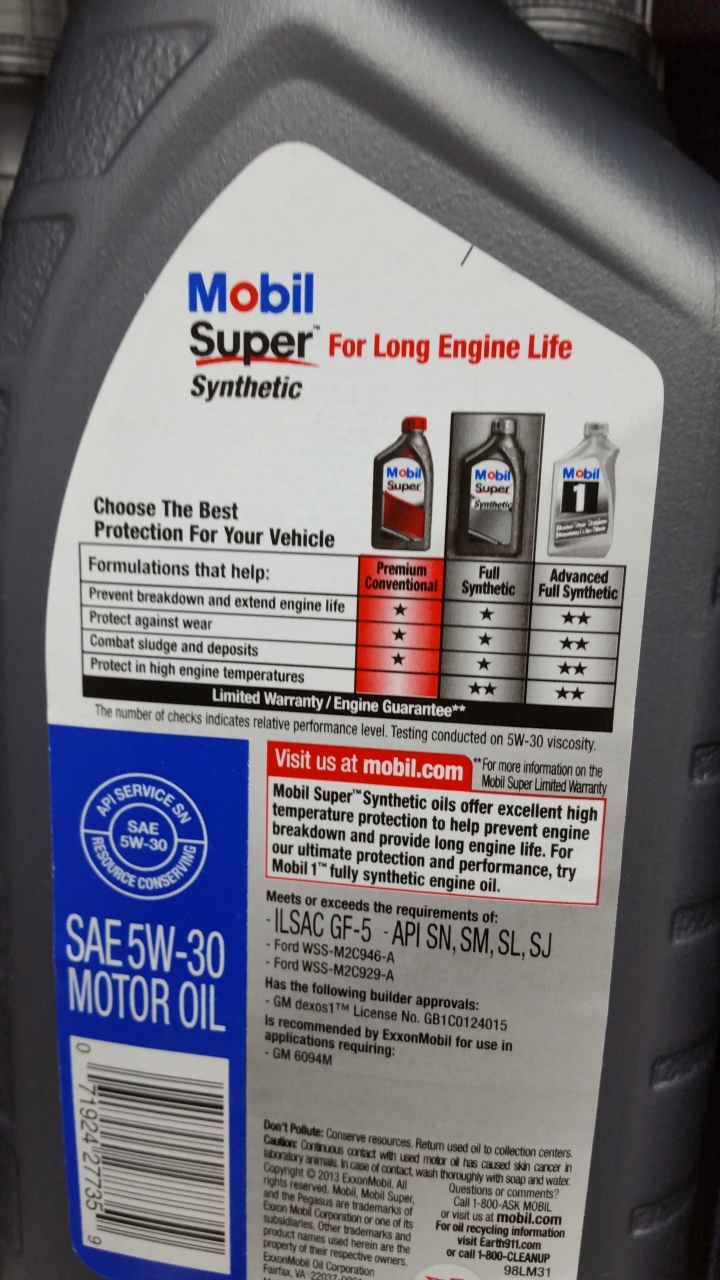 Mobil
Super™ For Long Engine Life
Synthetic
Mobil
Super
Mobil
Super
Synthetic
Mobil
1
Choose The Best
Protection For Your Vehicle
Formulations that help:
Premium
Conventional
Full
Synthetic
Advanced
Full Synthetic
Prevent breakdown and extend engine life ★ ★ ★★
Protect against wear ★ ★ ★★
Combat sludge and deposits ★ ★ ★★
Protect in high engine temperatures ★★ ★★
Limited Warranty / Engine Guarantee**
The number of checks indicates relative performance level. Testing conducted on 5W-30 viscosity.
Visit us at mobil.com
**For more information on the
Mobil Super Limited Warranty
Mobil Super™ Synthetic oils offer excellent high
temperature protection to help prevent engine
breakdown and provide long engine life. For
our ultimate protection and performance, try
Mobil 1™ fully synthetic engine oil.
API SERVICE SN
SAE
5W-30
RESOURCE CONSERVING
SAE 5W-30
MOTOR OIL
0 71924 27735 9
Meets or exceeds the requirements of:
- ILSAC GF-5 - API SN, SM, SL, SJ
- Ford WSS-M2C946-A
- Ford WSS-M2C929-A
Has the following builder approvals:
- GM dexos1™ License No. GB1C0124015
Is recommended by ExxonMobil for use in
applications requiring:
- GM 6094M
Don't Pollute: Conserve resources. Return used oil to collection centers.
Caution: Continuous contact with used motor oil has caused skin cancer in
laboratory animals. In case of contact, wash thoroughly with soap and water.
Copyright © 2013 ExxonMobil. All
rights reserved. Mobil, Mobil Super,
and the Pegasus are trademarks of
Exxon Mobil Corporation or one of its
subsidiaries. Other trademarks and
product names used herein are the
property of their respective owners.
ExxonMobil Oil Corporation
Fairfax, VA
Questions or comments?
Call 1-800-ASK MOBIL
or visit us at mobil.com
For oil recycling information
visit Earth911.com
or call 1-800-CLEANUP
98LM31